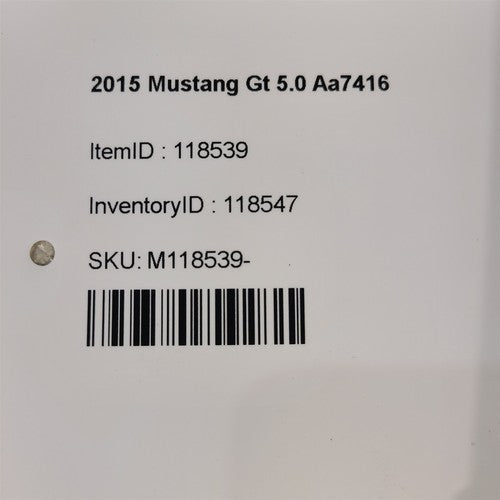 2015 Mustang Gt 5.0 Aa7416
ItemID : 118539
InventoryID : 118547
SKU: M118539-